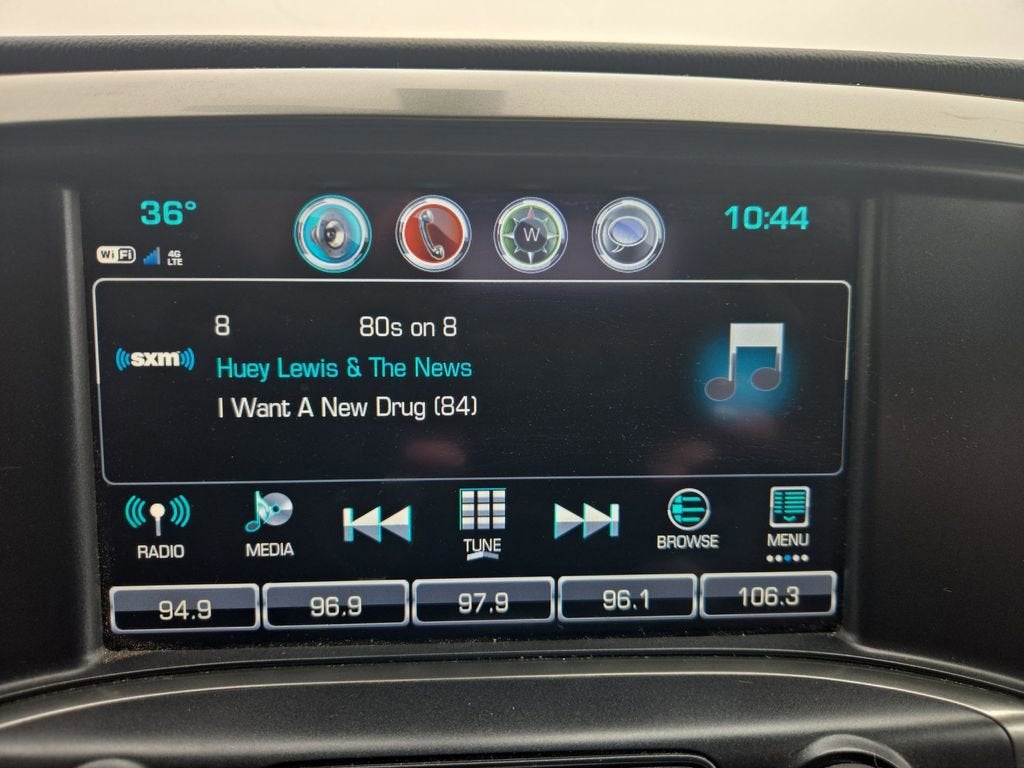 36°
10:44
WiFi
4G
LTE
W
8 80s on 8
sxm
Huey Lewis & The News
I Want A New Drug (84)
RADIO
MEDIA
TUNE
BROWSE
MENU
94.9 96.9 97.9 96.1 106.3